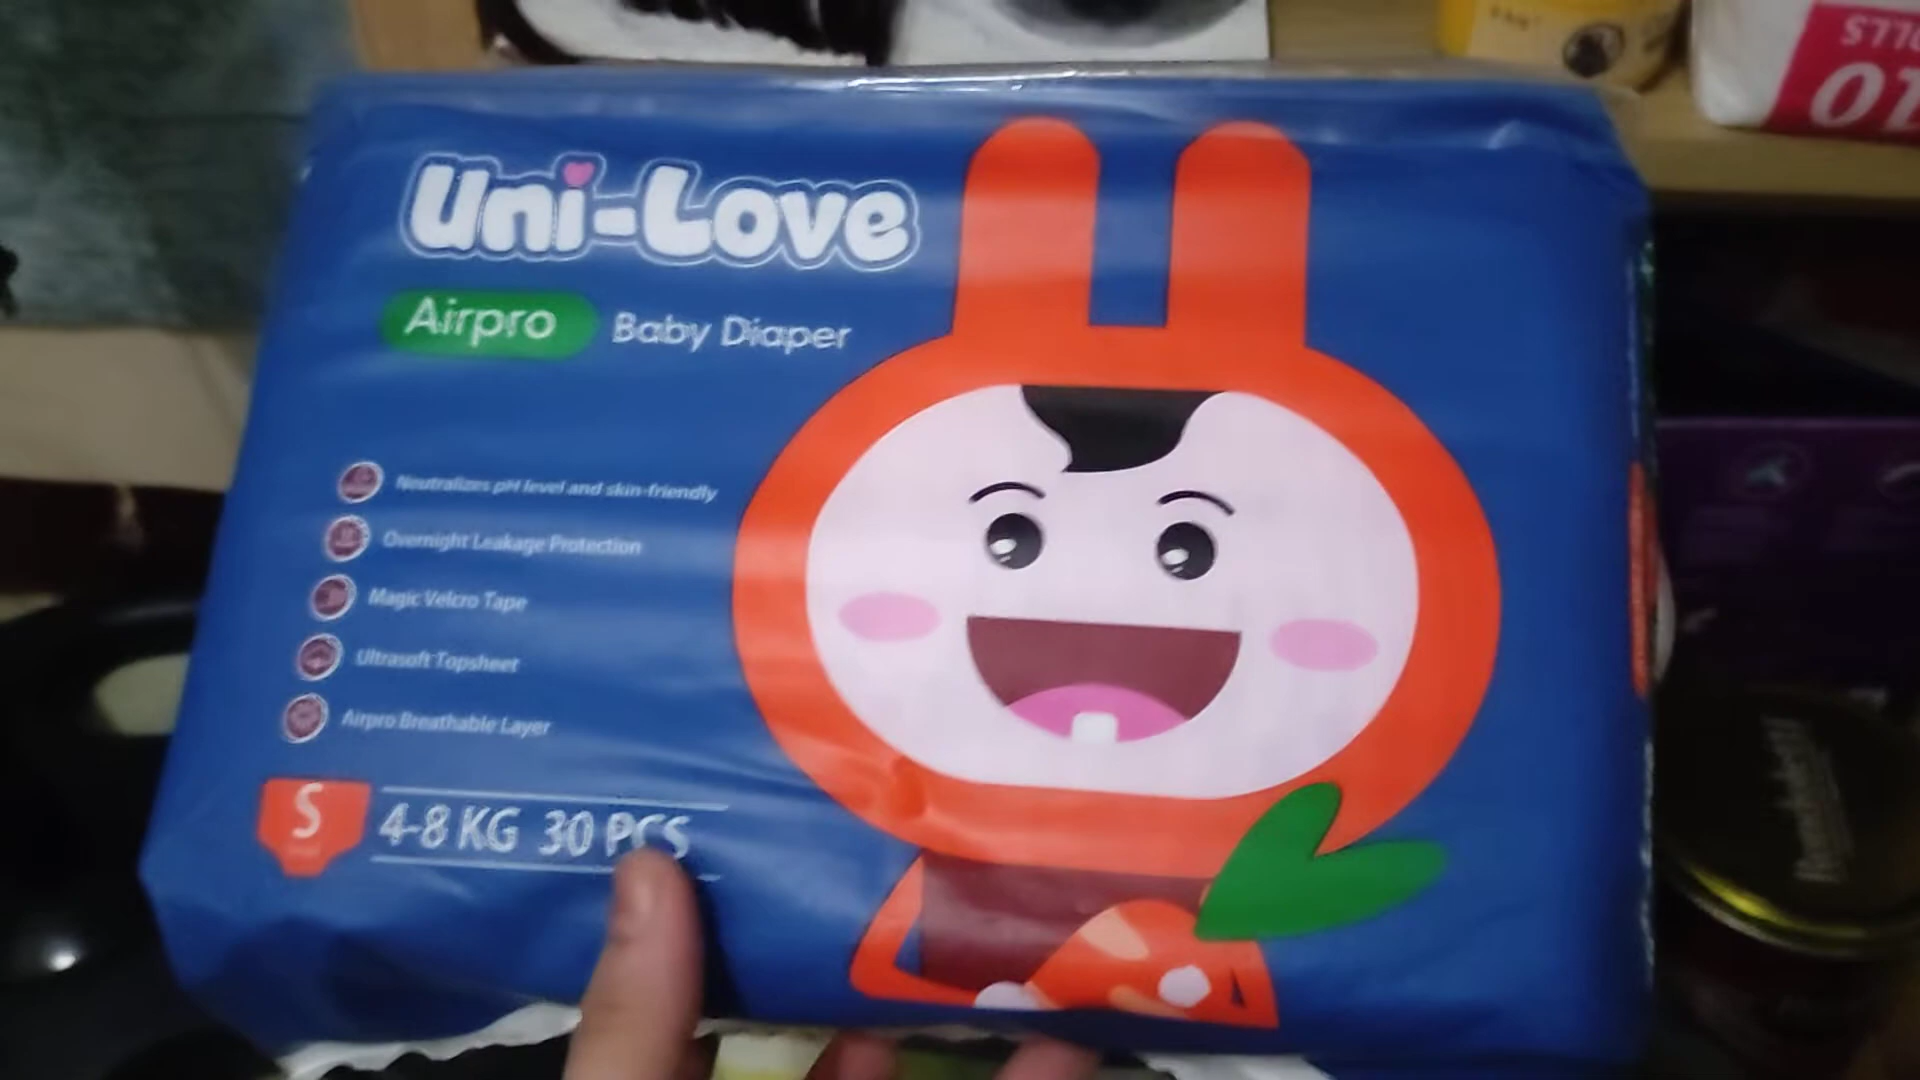 Uni-Love
Airpro Baby Diaper
Neutralizes pH level and skin-friendly
Overnight Leakage Protection
Magic Velcro Tape
Ultrasoft Topsheet
Airpro Breathable Layer
S
4-8 KG 30 PCS
10